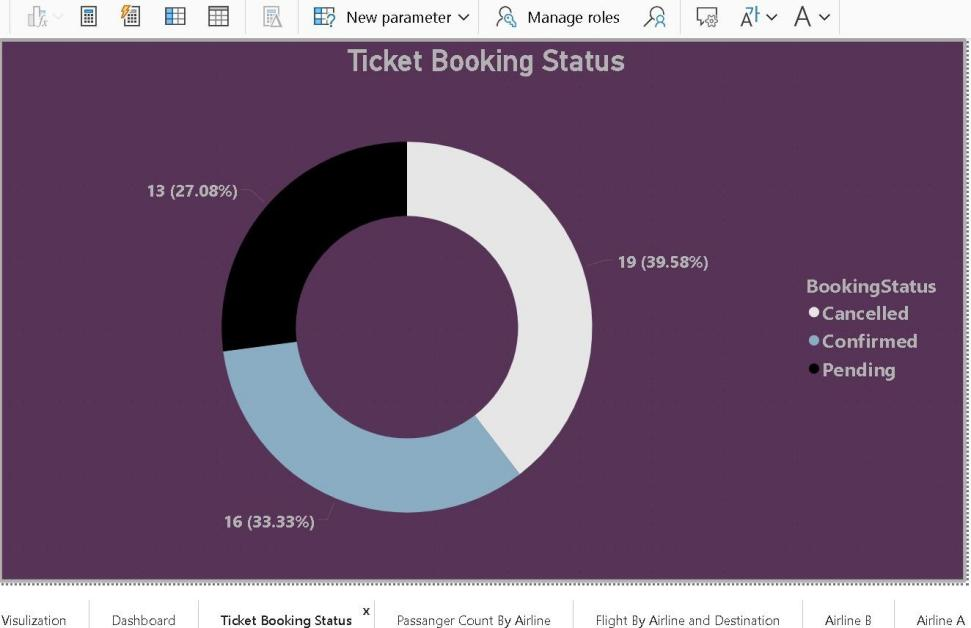 New parameter
Manage roles
Ticket Booking Status
13 (27.08%)
19 (39.58%)
16 (33.33%)
BookingStatus
Cancelled
Confirmed
Pending
Visulization
Dashboard
Ticket Booking Status x
Passanger Count By Airline
Flight By Airline and Destination
Airline B
Airline A